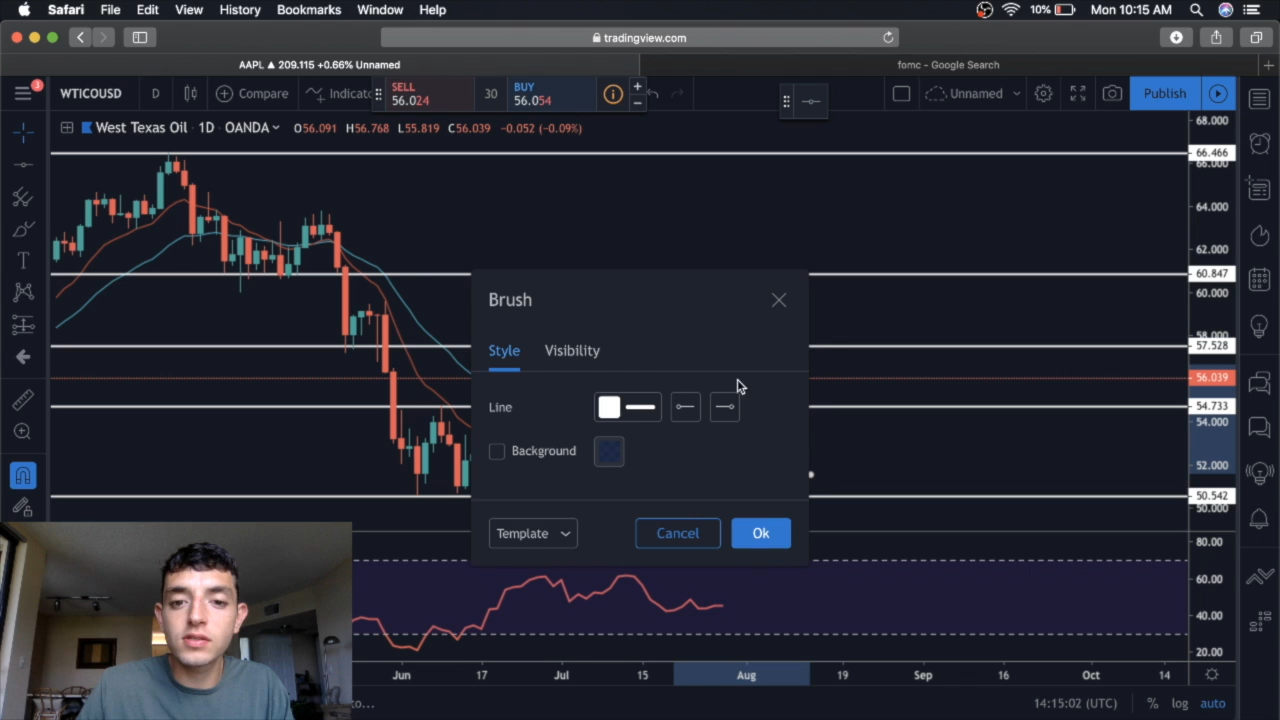 Safari File Edit View History Bookmarks Window Help 10% Mon 10:15 AM
tradingview.com
AAPL ▲ 209.115 +0.66% Unnamed
fomc - Google Search
3
WTICOUSD D Compare Indicato
SELL
56.024
30
BUY
56.054
Unnamed
Publish
West Texas Oil · 1D · OANDA
O56.091 H56.768 L55.819 C56.039 -0.052 (-0.09%)
68.000
66.466
64.000
62.000
60.847
60.000
58.000
57.528
56.039
54.733
54.000
52.000
50.542
50.000
80.00
60.00
40.00
20.00
Brush
Style Visibility
Line
Background
Template
Cancel
Ok
Jun 17 Jul 15 Aug 19 Sep 16 Oct 14
to...
14:15:02 (UTC) % log auto